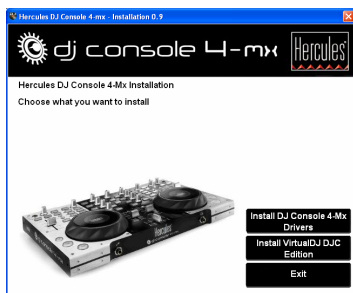 Hercules DJ Console 4-mx - Installation 0.9
dj console 4-mx
Hercules
Hercules DJ Console 4-Mx Installation
Choose what you want to install
Hercules
Install DJ Console 4-Mx
Drivers
Install VirtualDJ DJC
Edition
Exit